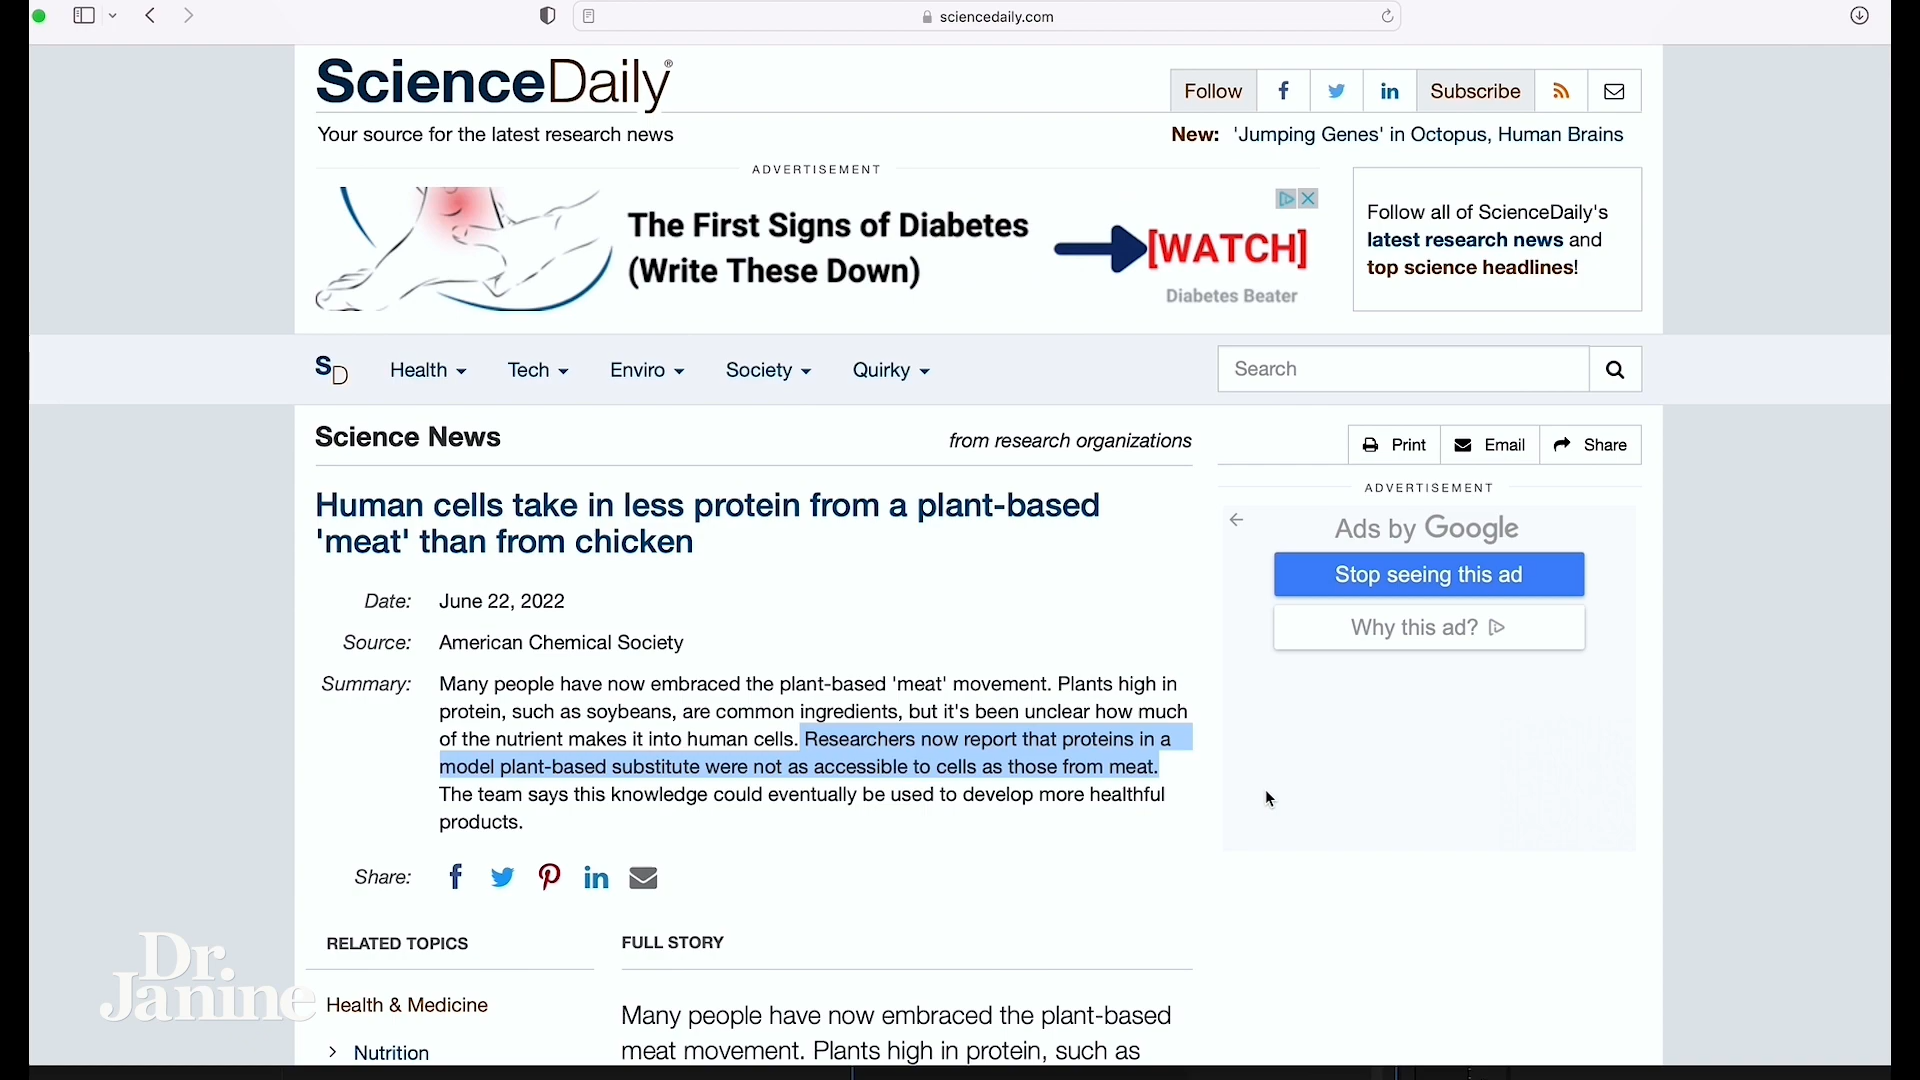 sciencedaily.com
ScienceDaily®
Your source for the latest research news
Follow
Subscribe
New: 'Jumping Genes' in Octopus, Human Brains
ADVERTISEMENT
The First Signs of Diabetes
(Write These Down)
[WATCH]
Diabetes Beater
Follow all of ScienceDaily's
latest research news and
top science headlines!
SD
Health
Tech
Enviro
Society
Quirky
Search
Science News
from research organizations
Print
Email
Share
Human cells take in less protein from a plant-based
'meat' than from chicken
Date: June 22, 2022
Source: American Chemical Society
Summary: Many people have now embraced the plant-based 'meat' movement. Plants high in
protein, such as soybeans, are common ingredients, but it's been unclear how much
of the nutrient makes it into human cells. Researchers now report that proteins in a
model plant-based substitute were not as accessible to cells as those from meat.
The team says this knowledge could eventually be used to develop more healthful
products.
Share:
ADVERTISEMENT
Ads by Google
Stop seeing this ad
Why this ad?
RELATED TOPICS
Health & Medicine
Nutrition
FULL STORY
Many people have now embraced the plant-based
meat movement. Plants high in protein, such as
Dr.
Janine